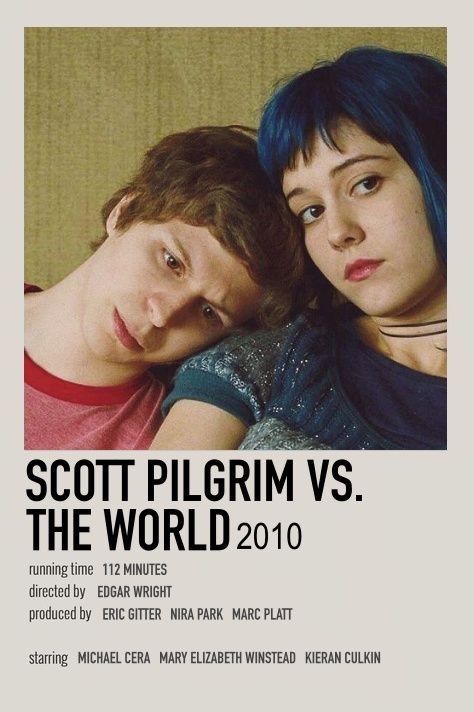 SCOTT PILGRIM VS.
THE WORLD 2010
running time 112 MINUTES
directed by EDGAR WRIGHT
produced by ERIC GITTER NIRA PARK MARC PLATT
starring MICHAEL CERA MARY ELIZABETH WINSTEAD KIERAN CULKIN